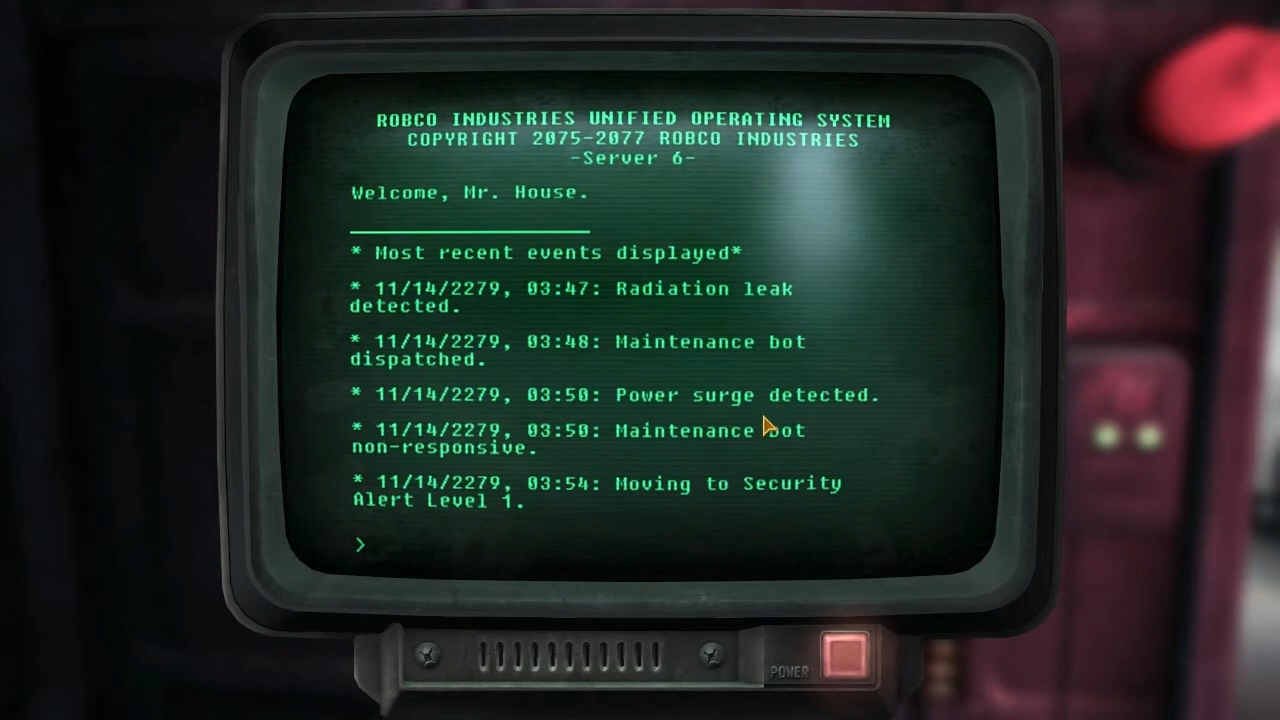 ROBCO INDUSTRIES UNIFIED OPERATING SYSTEM
COPYRIGHT 2075-2077 ROBCO INDUSTRIES
-Server 6-
Welcome, Mr. House.
* Most recent events displayed*
* 11/14/2279, 03:47: Radiation leak
detected.
* 11/14/2279, 03:48: Maintenance bot
dispatched.
* 11/14/2279, 03:50: Power surge detected.
* 11/14/2279, 03:50: Maintenance bot
non-responsive.
* 11/14/2279, 03:54: Moving to Security
Alert Level 1.
>
POWER